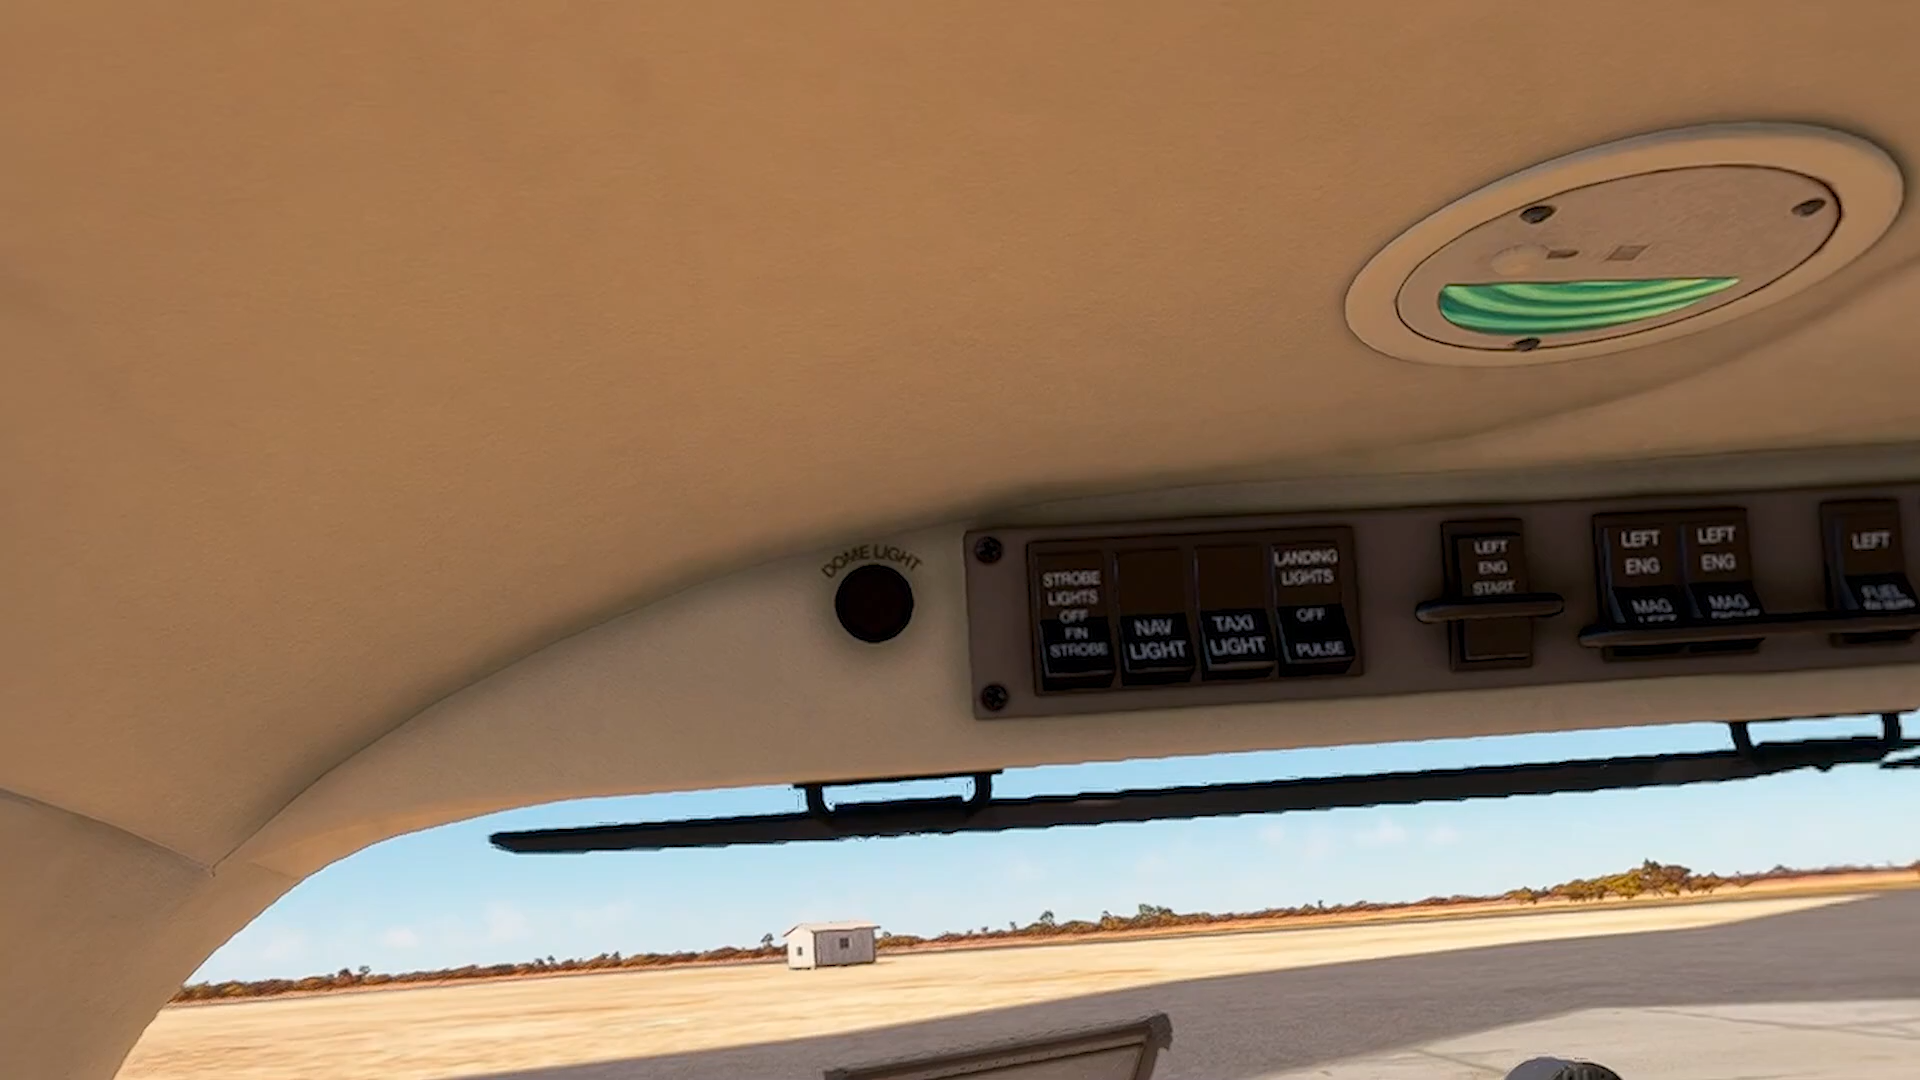 DOME LIGHT
STROBE
LIGHTS
OFF
FIN
STROBE
NAV
LIGHT
TAXI
LIGHT
LANDING
LIGHTS
OFF
PULSE
LEFT
ENG
START
LEFT
ENG
MAG
LEFT
ENG
MAG
LEFT
FUEL